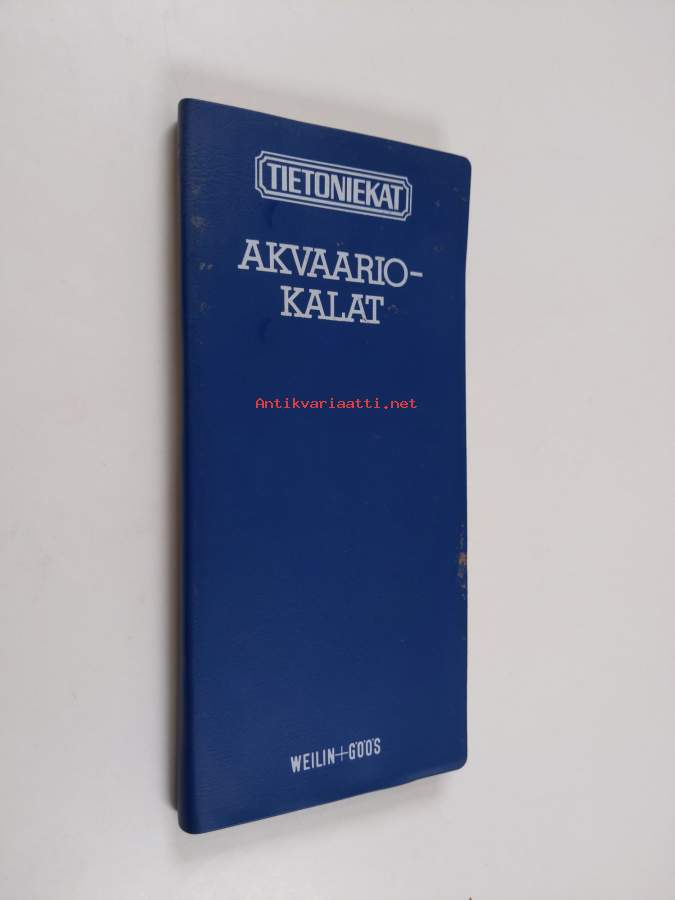 TIETONIEKAT
AKVAARIO-
KALAT
Antikvariaatti.net
WEILIN+GÖÖS